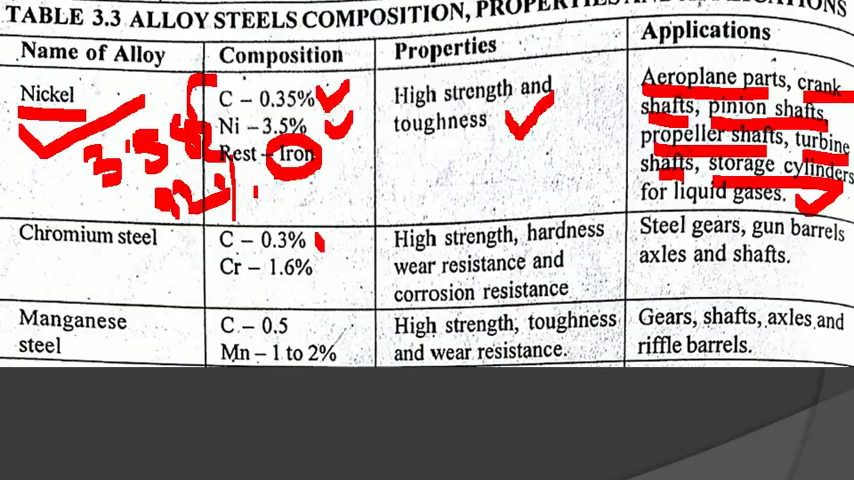 TABLE 3.3 ALLOY STEELS COMPOSITION, PROPERTIES AND APPLICATIONS
Name of Alloy
Composition
Properties
Applications
Nickel
C – 0.35%
Ni – 3.5%
Rest – Iron
High strength and
toughness
Aeroplane parts, crank
shafts, pinion shafts,
propeller shafts, turbine
shafts, storage cylinders
for liquid gases.
Chromium steel
C – 0.3%
Cr – 1.6%
High strength, hardness
wear resistance and
corrosion resistance
Steel gears, gun barrels
axles and shafts.
Manganese
steel
C – 0.5
Mn – 1 to 2%
High strength, toughness
and wear resistance.
Gears, shafts, axles and
riffle barrels.